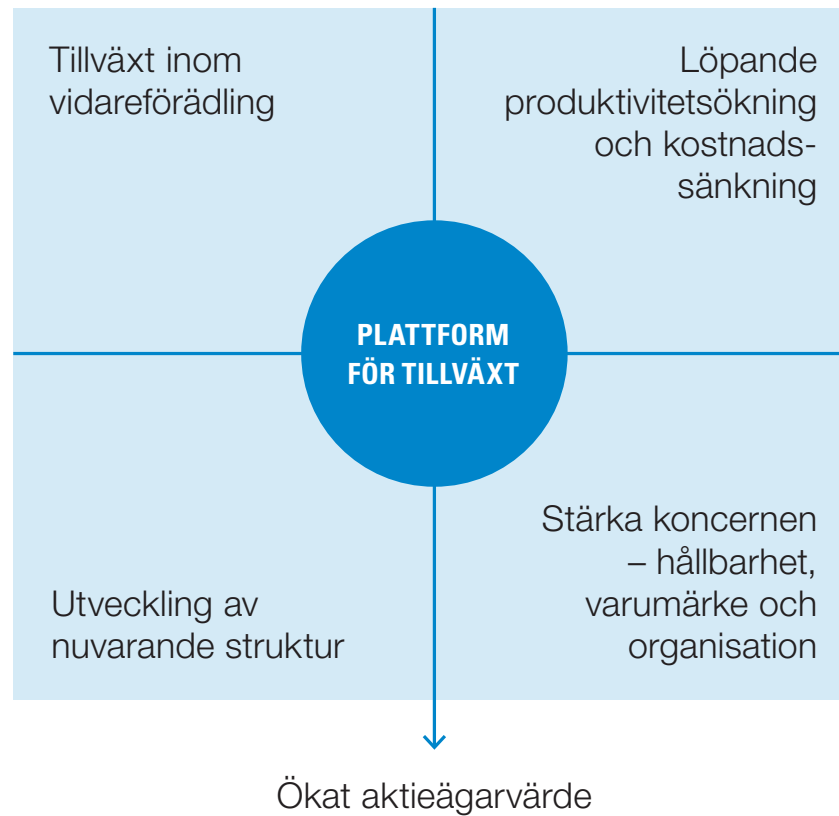 Tillväxt inom
vidareförädling
Löpande
produktivitetsökning
och kostnads-
sänkning
PLATTFORM
FÖR TILLVÄXT
Utveckling av
nuvarande struktur
Stärka koncernen
– hållbarhet,
varumärke och
organisation
Ökat aktieägarvärde